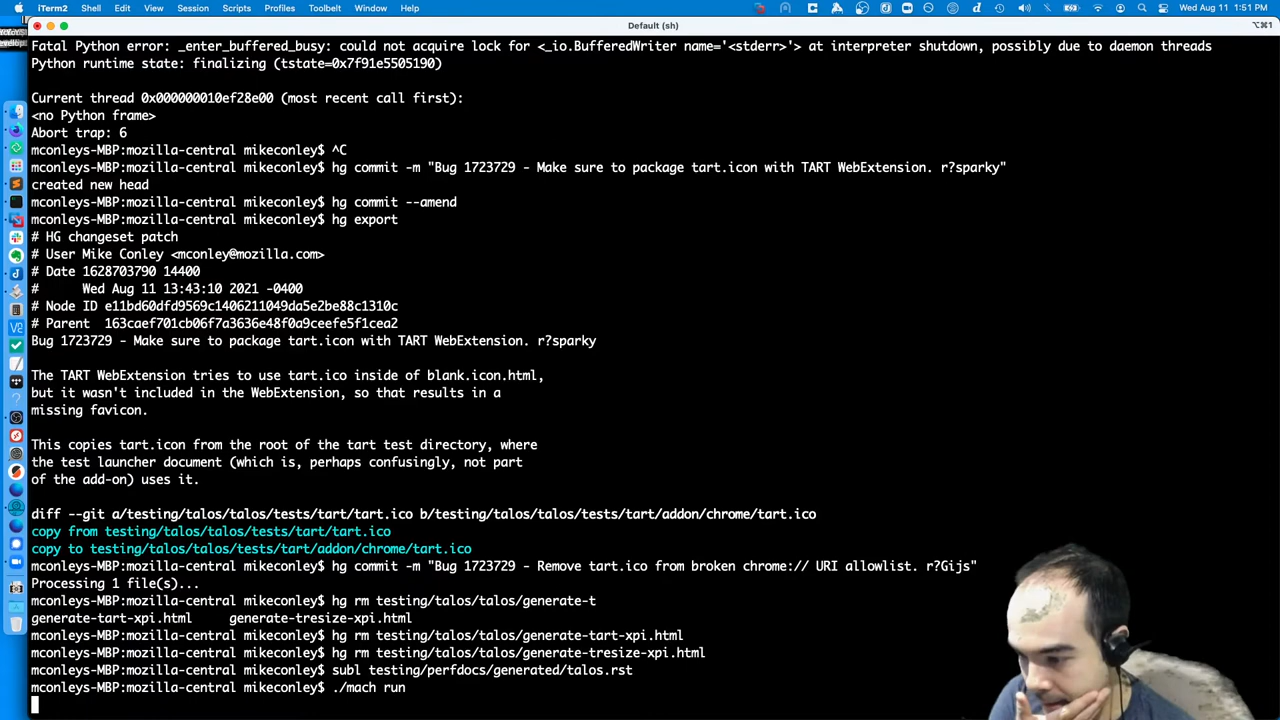 iTerm2 Shell Edit View Session Scripts Profiles Toolbelt Window Help Wed Aug 11 1:51 PM
Default (sh) ⌥⌘1
Fatal Python error: _enter_buffered_busy: could not acquire lock for <_io.BufferedWriter name='<stderr>'> at interpreter shutdown, possibly due to daemon threads
Python runtime state: finalizing (tstate=0x7f91e5505190)
Current thread 0x000000010ef28e00 (most recent call first):
<no Python frame>
Abort trap: 6
mconleys-MBP:mozilla-central mikeconley$ ^C
mconleys-MBP:mozilla-central mikeconley$ hg commit -m "Bug 1723729 - Make sure to package tart.icon with TART WebExtension. r?sparky"
created new head
mconleys-MBP:mozilla-central mikeconley$ hg commit --amend
mconleys-MBP:mozilla-central mikeconley$ hg export
# HG changeset patch
# User Mike Conley <mconley@mozilla.com>
# Date 1628703790 14400
#      Wed Aug 11 13:43:10 2021 -0400
# Node ID e11bd60dfd9569c1406211049da5e2be88c1310c
# Parent  163caef701cb06f7a3636e48f0a9ceefe5f1cea2
Bug 1723729 - Make sure to package tart.icon with TART WebExtension. r?sparky
The TART WebExtension tries to use tart.ico inside of blank.icon.html,
but it wasn't included in the WebExtension, so that results in a
missing favicon.
This copies tart.icon from the root of the tart test directory, where
the test launcher document (which is, perhaps confusingly, not part
of the add-on) uses it.
diff --git a/testing/talos/talos/tests/tart/tart.ico b/testing/talos/talos/tests/tart/addon/chrome/tart.ico
copy from testing/talos/talos/tests/tart/tart.ico
copy to testing/talos/talos/tests/tart/addon/chrome/tart.ico
mconleys-MBP:mozilla-central mikeconley$ hg commit -m "Bug 1723729 - Remove tart.ico from broken chrome:// URI allowlist. r?Gijs"
Processing 1 file(s)...
mconleys-MBP:mozilla-central mikeconley$ hg rm testing/talos/talos/generate-t
generate-tart-xpi.html     generate-tresize-xpi.html
mconleys-MBP:mozilla-central mikeconley$ hg rm testing/talos/talos/generate-tart-xpi.html
mconleys-MBP:mozilla-central mikeconley$ hg rm testing/talos/talos/generate-tresize-xpi.html
mconleys-MBP:mozilla-central mikeconley$ subl testing/perfdocs/generated/talos.rst
mconleys-MBP:mozilla-central mikeconley$ ./mach run